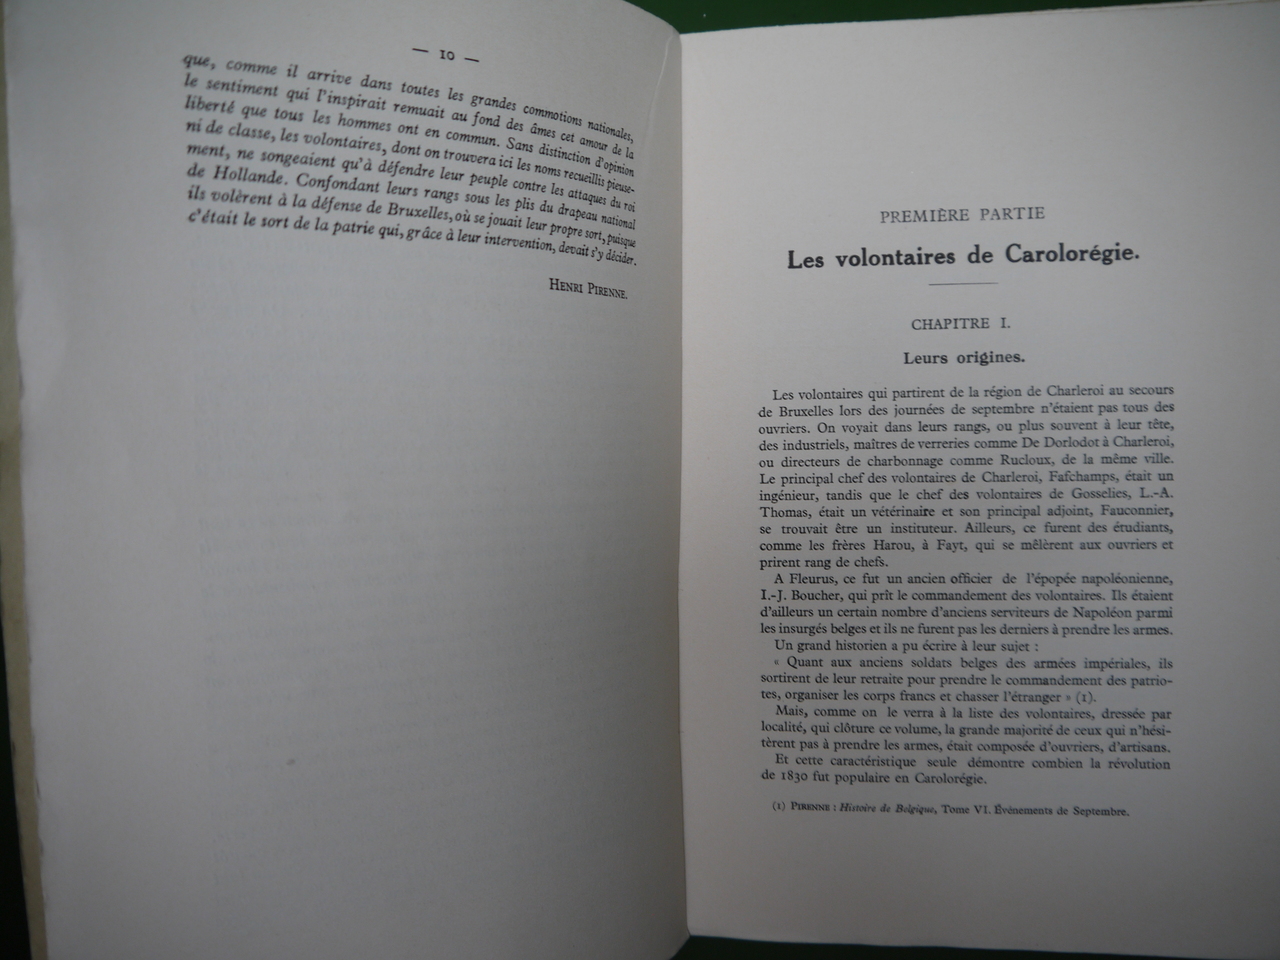 — 10 —
que, comme il arrive dans toutes les grandes commotions nationales,
le sentiment qui l'inspirait remuait au fond des âmes cet amour de la
liberté que tous les hommes ont en commun. Sans distinction d'opinion
ni de classe, les volontaires, dont on trouvera ici les noms recueillis pieuse-
ment, ne songeaient qu'à défendre leur peuple contre les attaques du roi
de Hollande. Confondant leurs rangs sous les plis du drapeau national
ils volèrent à la défense de Bruxelles, où se jouait leur propre sort, puisque
c'était le sort de la patrie qui, grâce à leur intervention, devait s'y décider.
HENRI PIRENNE.
PREMIÈRE PARTIE
Les volontaires de Carolorégie.
CHAPITRE I.
Leurs origines.
Les volontaires qui partirent de la région de Charleroi au secours
de Bruxelles lors des journées de septembre n'étaient pas tous des
ouvriers. On voyait dans leurs rangs, ou plus souvent à leur tête,
des industriels, maîtres de verreries comme De Dorlodot à Charleroi,
ou directeurs de charbonnage comme Rucloux, de la même ville.
Le principal chef des volontaires de Charleroi, Fafchamps, était un
ingénieur, tandis que le chef des volontaires de Gosselies, L.-A.
Thomas, était un vétérinaire et son principal adjoint, Fauconnier,
se trouvait être un instituteur. Ailleurs, ce furent des étudiants,
comme les frères Harou, à Fayt, qui se mêlèrent aux ouvriers et
prirent rang de chefs.
A Fleurus, ce fut un ancien officier de l'épopée napoléonienne,
I.-J. Boucher, qui prît le commandement des volontaires. Ils étaient
d'ailleurs un certain nombre d'anciens serviteurs de Napoléon parmi
les insurgés belges et ils ne furent pas les derniers à prendre les armes.
Un grand historien a pu écrire à leur sujet :
« Quant aux anciens soldats belges des armées impériales, ils
sortirent de leur retraite pour prendre le commandement des patrio-
tes, organiser les corps francs et chasser l'étranger » (1).
Mais, comme on le verra à la liste des volontaires, dressée par
localité, qui clôture ce volume, la grande majorité de ceux qui n'hési-
tèrent pas à prendre les armes, était composée d'ouvriers, d'artisans.
Et cette caractéristique seule démontre combien la révolution
de 1830 fut populaire en Carolorégie.
(1) PIRENNE : Histoire de Belgique, Tome VI. Événements de Septembre.